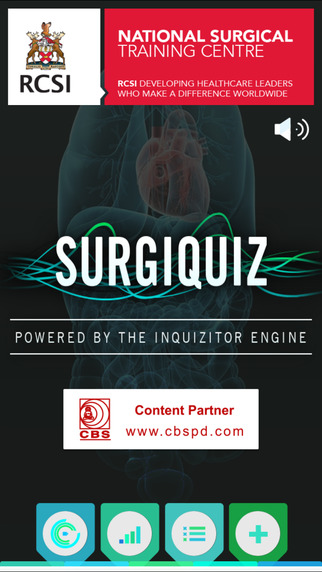 RCSI
NATIONAL SURGICAL
TRAINING CENTRE
RCSI DEVELOPING HEALTHCARE LEADERS
WHO MAKE A DIFFERENCE WORLDWIDE
SURGIQUIZ
POWERED BY THE INQUIZITOR ENGINE
CBS
Content Partner
www.cbspd.com